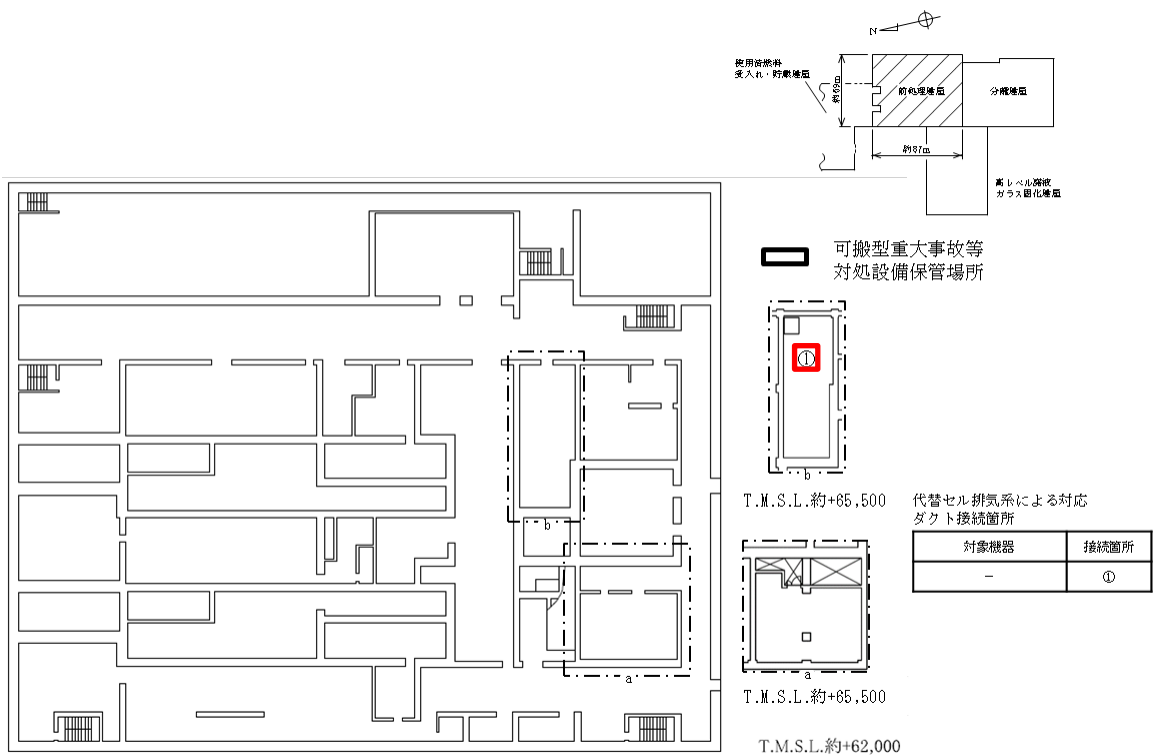 N
使用済燃料
受入れ・貯蔵建屋
約69m
前処理建屋
分離建屋
約87m
高レベル廃液
ガラス固化建屋
可搬型重大事故等
対処設備保管場所
①
b
T.M.S.L.約+65,500
代替セル排気系による対応
ダクト接続箇所
対象機器 接続箇所
－ ①
b
a
a
T.M.S.L.約+65,500
T.M.S.L.約+62,000